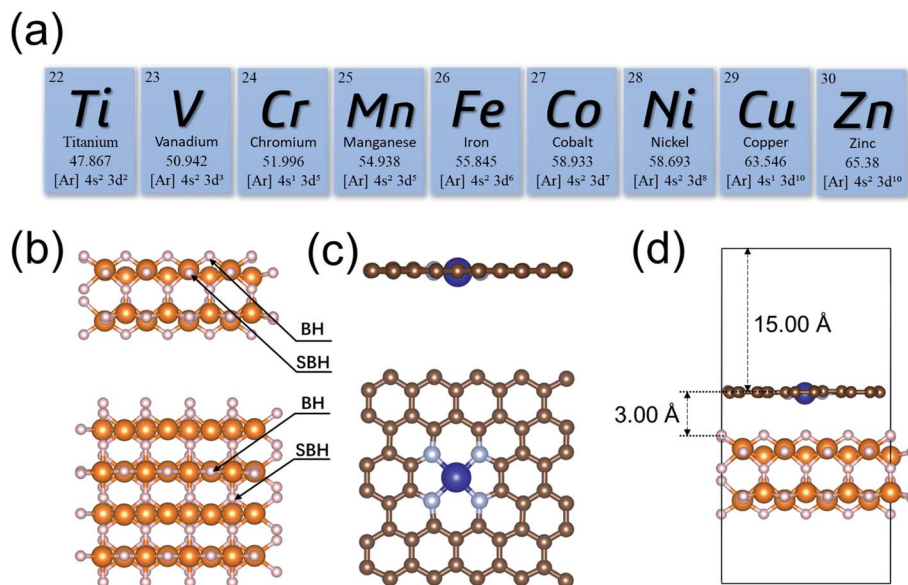 (a)
22 23 24 25 26 27 28 29 30
Ti V Cr Mn Fe Co Ni Cu Zn
Titanium Vanadium Chromium Manganese Iron Cobalt Nickel Copper Zinc
47.867 50.942 51.996 54.938 55.845 58.933 58.693 63.546 65.38
[Ar] 4s² 3d² [Ar] 4s² 3d³ [Ar] 4s¹ 3d⁵ [Ar] 4s² 3d⁵ [Ar] 4s² 3d⁶ [Ar] 4s² 3d⁷ [Ar] 4s² 3d⁸ [Ar] 4s¹ 3d¹⁰ [Ar] 4s² 3d¹⁰
(b)
BH
SBH
BH
SBH
(c)
(d)
15.00 Å
3.00 Å